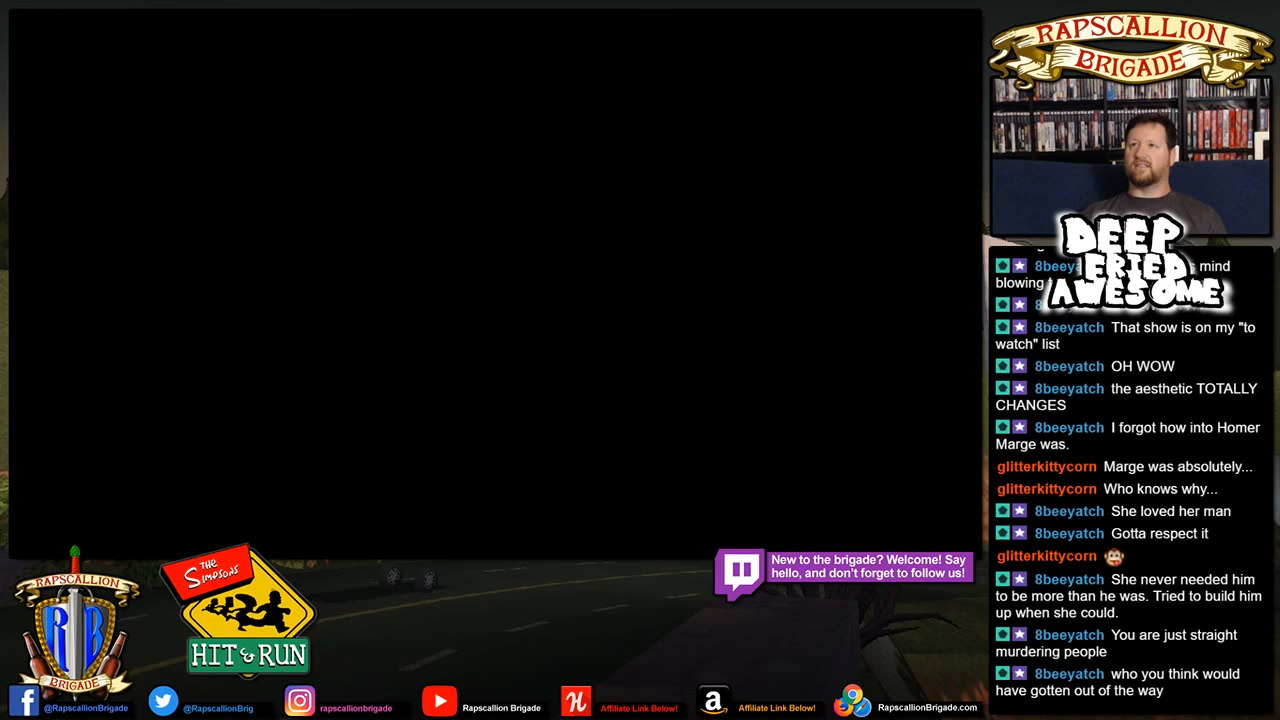 RAPSCALLION
BRIGADE
DEEP
FRIED
AWESOME
mind
blowing
8beeyatch That show is on my "to
watch" list
8beeyatch OH WOW
8beeyatch the aesthetic TOTALLY
CHANGES
8beeyatch I forgot how into Homer
Marge was.
glitterkittycorn Marge was absolutely...
glitterkittycorn Who knows why...
8beeyatch She loved her man
8beeyatch Gotta respect it
glitterkittycorn
8beeyatch She never needed him
to be more than he was. Tried to build him
up when she could.
8beeyatch You are just straight
murdering people
8beeyatch who you think would
have gotten out of the way
New to the brigade? Welcome! Say
hello, and don't forget to follow us!
RAPSCALLION
RB
BRIGADE
THE
SIMPSONS
HIT & RUN
@RapscallionBrigade
@RapscallionBrig
rapscallionbrigade
Rapscallion Brigade
Affiliate Link Below!
Affiliate Link Below!
RapscallionBrigade.com